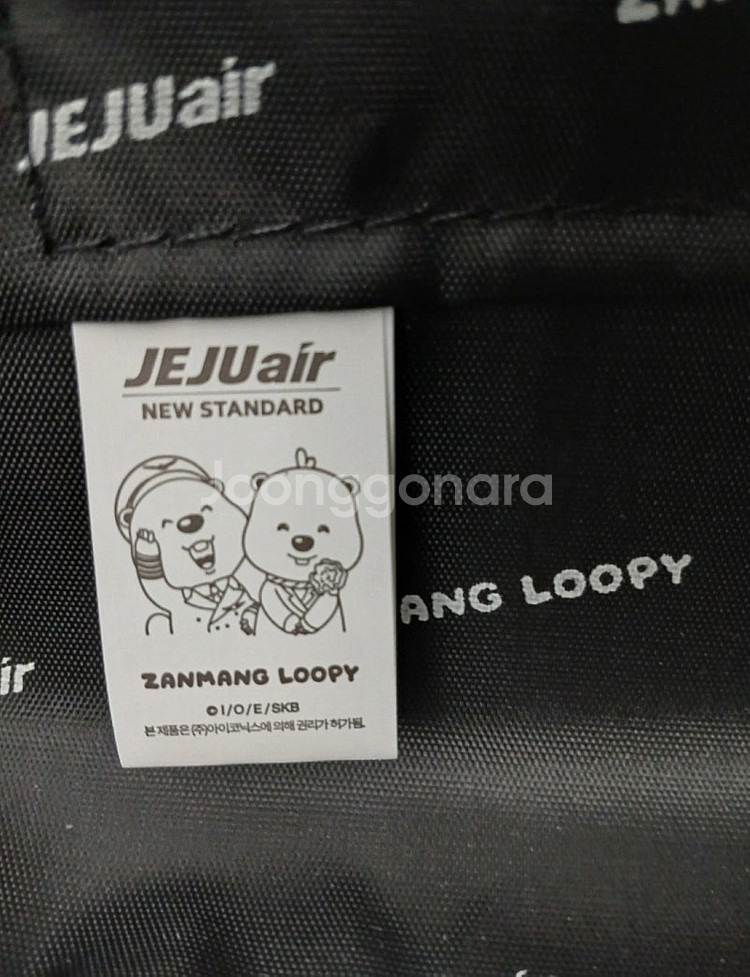 JEJUair
JEJUair
NEW STANDARD
Joonggonara
ANG LOOPY
ir
ZANMANG LOOPY
©I/O/E/SKB
본 제품은 (주)아이코닉스에 의해 권리가 허가됨.